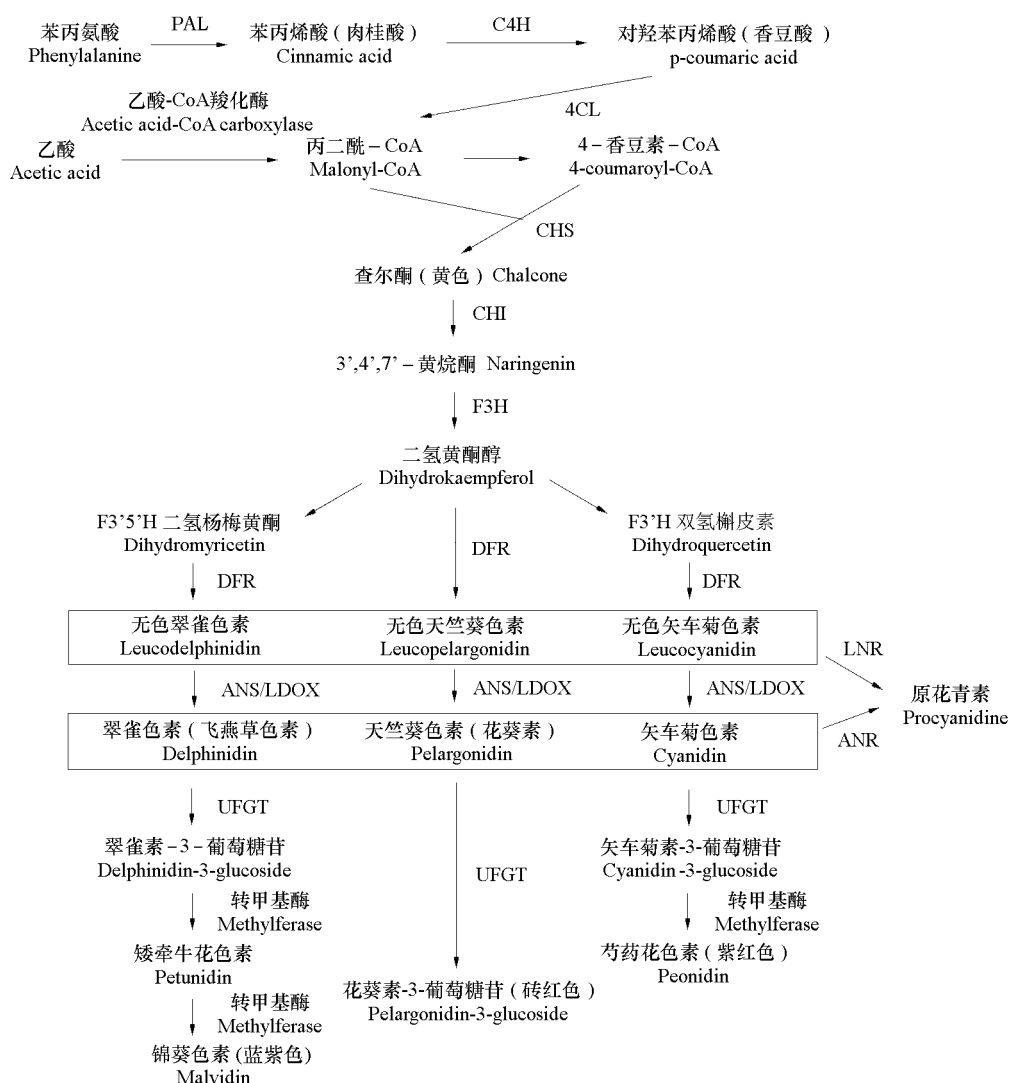 苯丙氨酸
Phenylalanine
PAL
苯丙烯酸(肉桂酸)
Cinnamic acid
C4H
对羟苯丙烯酸(香豆酸)
p-coumaric acid
乙酸-CoA羧化酶
Acetic acid-CoA carboxylase
4CL
乙酸
Acetic acid
丙二酰-CoA
Malonyl-CoA
4-香豆素-CoA
4-coumaroyl-CoA
CHS
查尔酮(黄色) Chalcone
CHI
3’,4’,7’-黄烷酮 Naringenin
F3H
二氢黄酮醇
Dihydrokaempferol
F3’5’H 二氢杨梅黄酮
Dihydromyricetin
F3’H 双氢槲皮素
Dihydroquercetin
DFR
DFR
DFR
无色翠雀色素
Leucodelphinidin
无色天竺葵色素
Leucopelargonidin
无色矢车菊色素
Leucocyanidin
LNR
ANS/LDOX
ANS/LDOX
ANS/LDOX
原花青素
Procyanidine
翠雀色素(飞燕草色素)
Delphinidin
天竺葵色素(花葵素)
Pelargonidin
矢车菊色素
Cyanidin
ANR
UFGT
UFGT
翠雀素-3-葡萄糖苷
Delphinidin-3-glucoside
UFGT
矢车菊素-3-葡萄糖苷
Cyanidin -3-glucoside
转甲基酶
Methylferase
转甲基酶
Methylferase
矮牵牛花色素
Petunidin
芍药花色素(紫红色)
Peonidin
花葵素-3-葡萄糖苷(砖红色)
Pelargonidin-3-glucoside
转甲基酶
Methylferase
锦葵色素(蓝紫色)
Malvidin